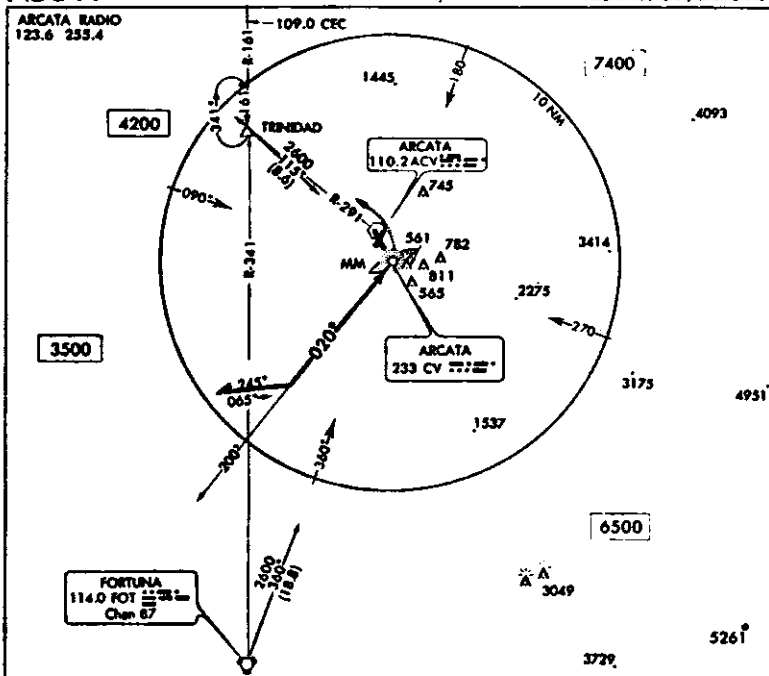 ARCATA RADIO
123.6 255.4
109.0 CEC
R-161
7400
1445
180
10 NM
4093
4200
341°
161°
TRINIDAD
2600
115°
(8.6)
ARCATA
110.2 ACV
745
090°
R-291
R-341
561
782
MM
811
565
3414
2275
270
3500
020°
ARCATA
233 CV
245°
065°
3175
4951
200°
360°
1537
6500
2600
360°
(18.8)
FORTUNA
114.0 FOT
Chan 87
3049
5261
3729